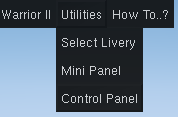 Warrior II Utilities How To..?
Select Livery
Mini Panel
Control Panel